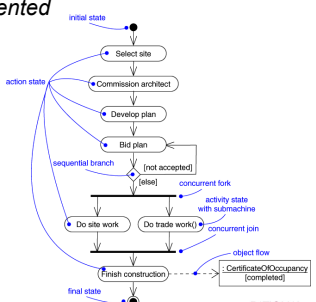 ented
initial state
Select site
action state
Commission architect
Develop plan
Bid plan
sequential branch
[not accepted]
[else]
concurrent fork
activity state
with submachine
Do site work
Do trade work()
concurrent join
object flow
Finish construction
: CertificateOfOccupancy
[completed]
final state